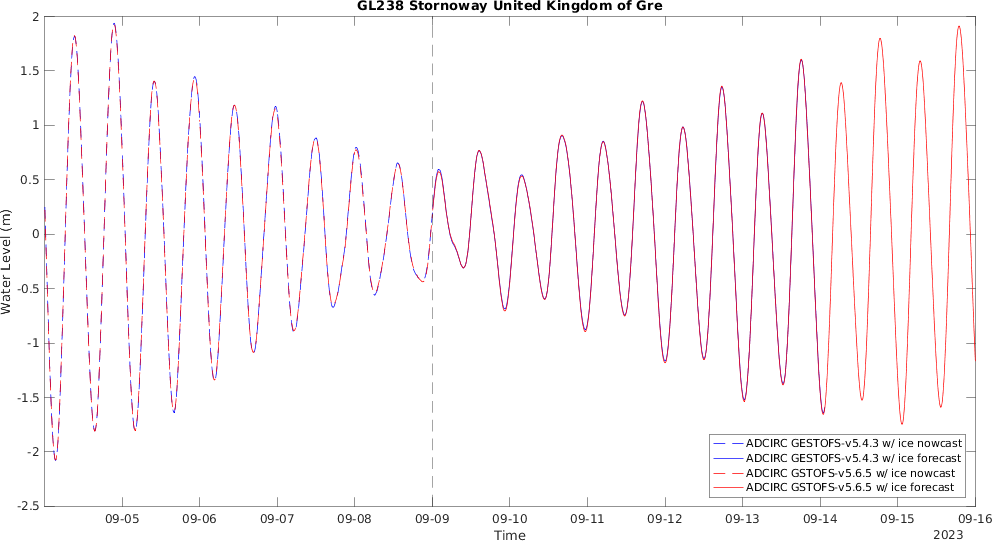 GL238 Stornoway United Kingdom of Gre
2
1.5
1
0.5
0
-0.5
-1
-1.5
-2
-2.5
Water Level (m)
ADCIRC GESTOFS-v5.4.3 w/ ice nowcast
ADCIRC GESTOFS-v5.4.3 w/ ice forecast
ADCIRC GSTOFS-v5.6.5 w/ ice nowcast
ADCIRC GSTOFS-v5.6.5 w/ ice forecast
09-05 09-06 09-07 09-08 09-09 09-10 09-11 09-12 09-13 09-14 09-15 09-16
Time
2023